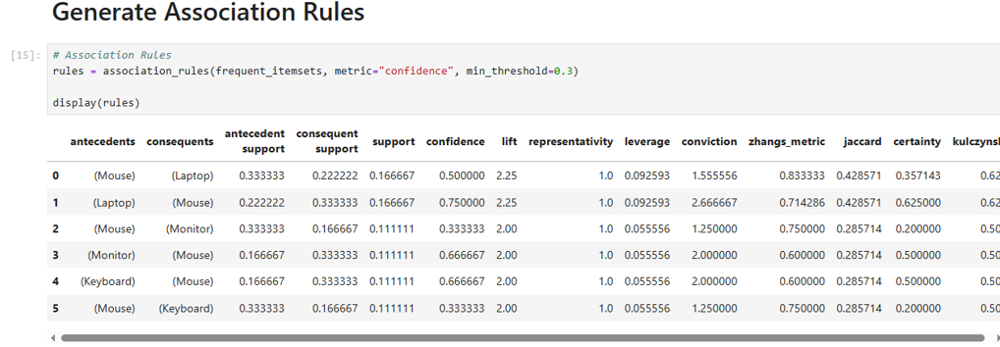 Generate Association Rules
[15]: # Association Rules
rules = association_rules(frequent_itemsets, metric="confidence", min_threshold=0.3)
display(rules)
antecedents consequents antecedent support consequent support support confidence lift representativity leverage conviction zhangs_metric jaccard certainty
0 (Mouse) (Laptop) 0.333333 0.222222 0.166667 0.500000 2.25 1.0 0.092593 1.555556 0.833333 0.428571 0.357143 0.62
1 (Laptop) (Mouse) 0.222222 0.333333 0.166667 0.750000 2.25 1.0 0.092593 2.666667 0.714286 0.428571 0.625000 0.62
2 (Mouse) (Monitor) 0.333333 0.166667 0.111111 0.333333 2.00 1.0 0.055556 1.250000 0.750000 0.285714 0.200000 0.50
3 (Monitor) (Mouse) 0.166667 0.333333 0.111111 0.666667 2.00 1.0 0.055556 2.000000 0.600000 0.285714 0.500000 0.50
4 (Keyboard) (Mouse) 0.166667 0.333333 0.111111 0.666667 2.00 1.0 0.055556 2.000000 0.600000 0.285714 0.500000 0.50
5 (Mouse) (Keyboard) 0.333333 0.166667 0.111111 0.333333 2.00 1.0 0.055556 1.250000 0.750000 0.285714 0.200000 0.50